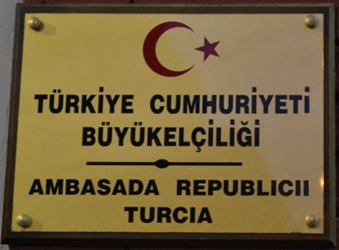 TÜRKİYE CUMHURİYETİ
BÜYÜKELÇİLİĞİ
AMBASADA REPUBLICII
TURCIA